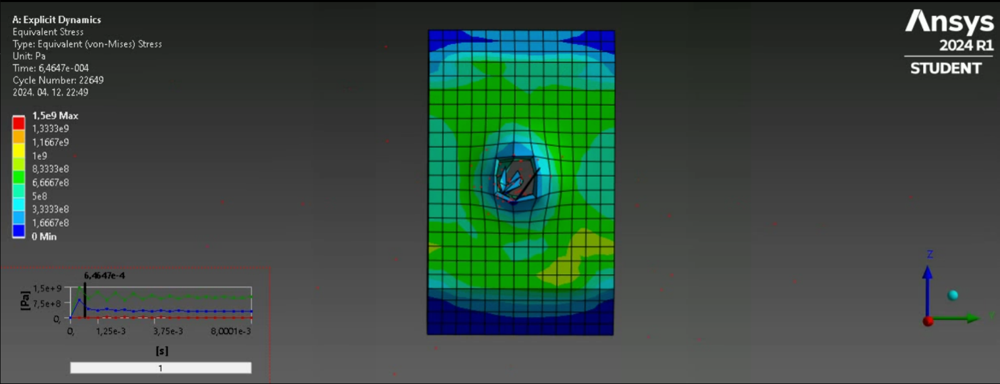 A: Explicit Dynamics
Equivalent Stress
Type: Equivalent (von-Mises) Stress
Unit: Pa
Time: 6,4647e-004
Cycle Number: 22649
2024. 04. 12. 22:49
1,5e9 Max
1,3333e9
1,1667e9
1e9
8,3333e8
6,6667e8
5e8
3,3333e8
1,6667e8
0 Min
Ansys
2024 R1
STUDENT
6,4647e-4
1,5e+9
7,5e+8
0,
[Pa]
0, 1,25e-3 3,75e-3 8,0001e-3
[s]
1
Z
Y